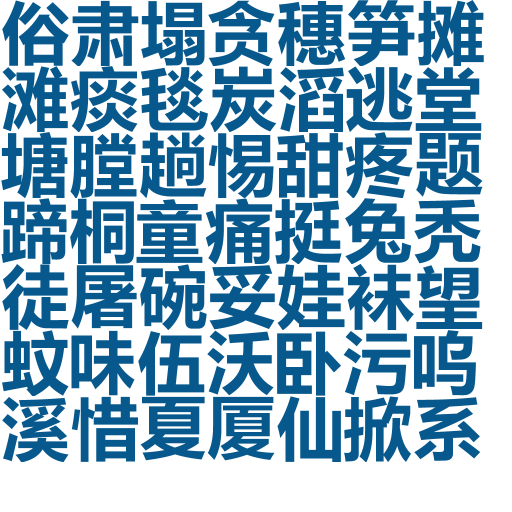 俗肃塌贪穗笋摊
滩痰毯炭滔逃堂
塘膛趟惕甜疼题
蹄桐童痛挺兔秃
徒屠碗妥娃袜望
蚊味伍沃卧污呜
溪惜夏厦仙掀系